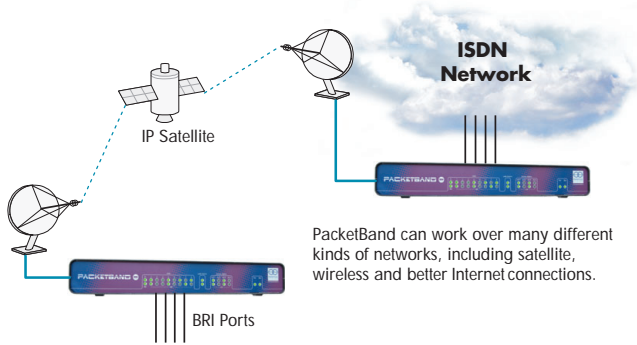 ISDN
Network
IP Satellite
PACKETBAND
PacketBand can work over many different
kinds of networks, including satellite,
wireless and better Internet connections.
PACKETBAND
BRI Ports